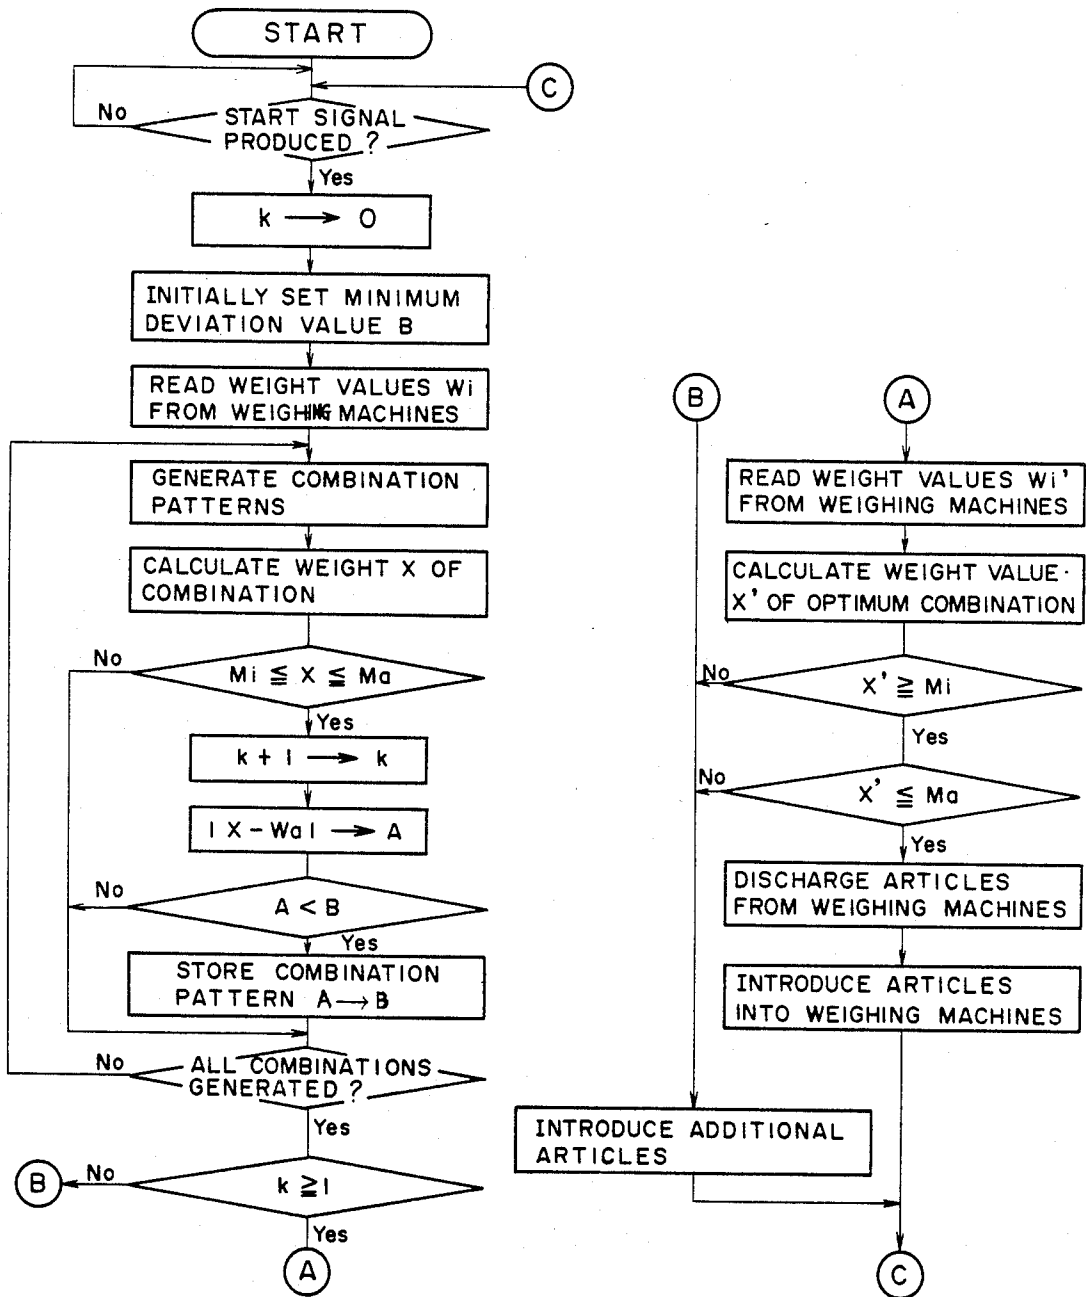 START
C
No
START SIGNAL
PRODUCED ?
Yes
k → O
INITIALLY SET MINIMUM
DEVIATION VALUE B
READ WEIGHT VALUES Wi
FROM WEIGHING MACHINES
GENERATE COMBINATION
PATTERNS
CALCULATE WEIGHT X OF
COMBINATION
No
Mi ≦ X ≦ Ma
Yes
k + 1 → k
| X - Wa | → A
No
A < B
Yes
STORE COMBINATION
PATTERN A → B
No
ALL COMBINATIONS
GENERATED ?
Yes
B
No
k ≧ 1
Yes
A
B
A
READ WEIGHT VALUES Wi'
FROM WEIGHING MACHINES
CALCULATE WEIGHT VALUE
X' OF OPTIMUM COMBINATION
No
X' ≧ Mi
Yes
No
X' ≦ Ma
Yes
DISCHARGE ARTICLES
FROM WEIGHING MACHINES
INTRODUCE ARTICLES
INTO WEIGHING MACHINES
INTRODUCE ADDITIONAL
ARTICLES
C